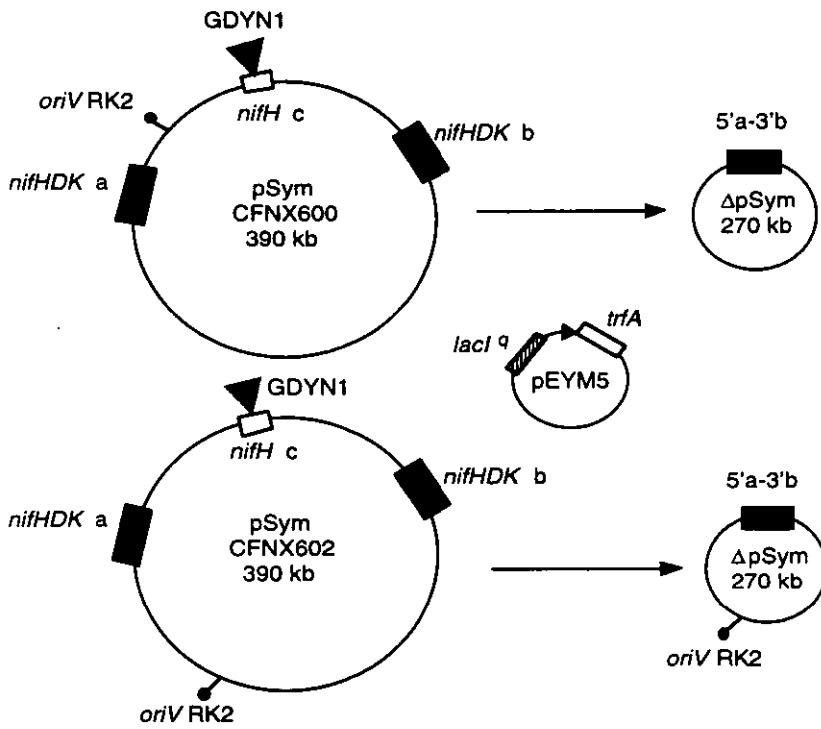 GDYN1
oriV RK2
nifH c
nifHDK b
nifHDK a
pSym
CFNX600
390 kb
5'a-3'b
ΔpSym
270 kb
lacI q
trfA
pEYM5
GDYN1
nifH c
nifHDK b
nifHDK a
pSym
CFNX602
390 kb
5'a-3'b
ΔpSym
270 kb
oriV RK2
oriV RK2